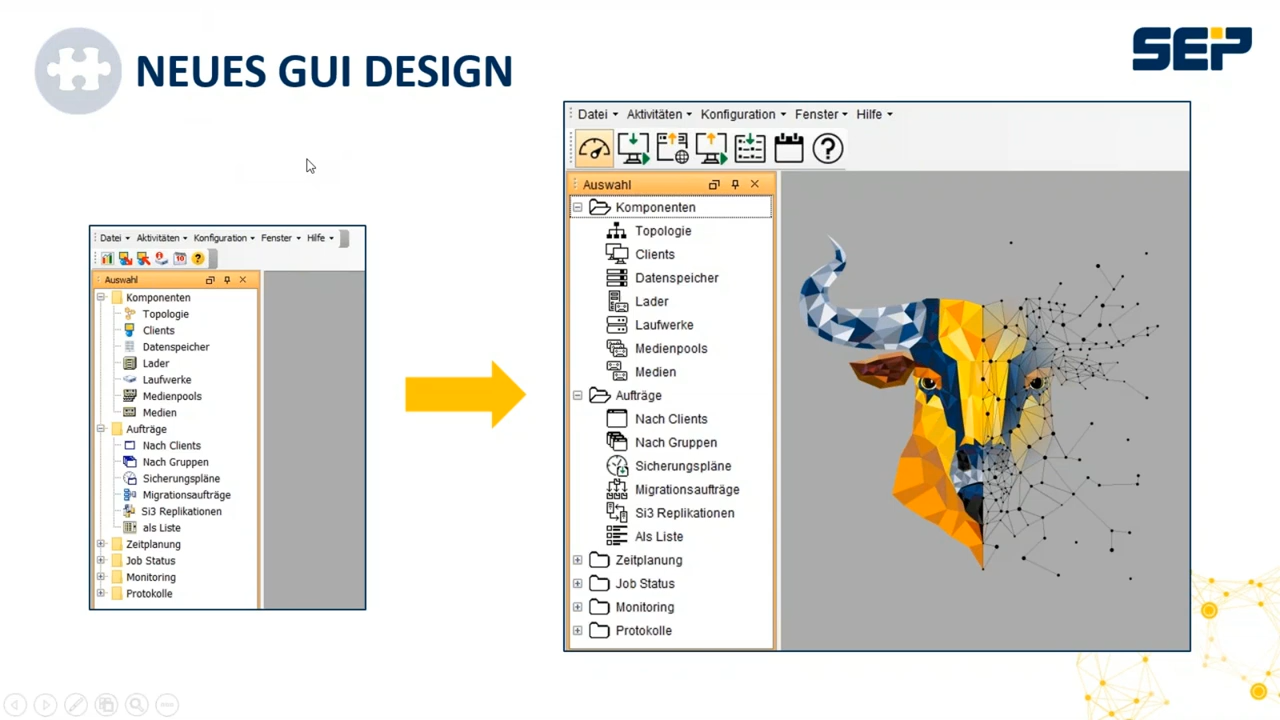 NEUES GUI DESIGN
SEP
Datei Aktivitäten Konfiguration Fenster Hilfe
10 ?
Auswahl
Komponenten
Topologie
Clients
Datenspeicher
Lader
Laufwerke
Medienpools
Medien
Aufträge
Nach Clients
Nach Gruppen
Sicherungspläne
Migrationsaufträge
Si3 Replikationen
als Liste
Zeitplanung
Job Status
Monitoring
Protokolle
Datei Aktivitäten Konfiguration Fenster Hilfe
?
Auswahl
Komponenten
Topologie
Clients
Datenspeicher
Lader
Laufwerke
Medienpools
Medien
Aufträge
Nach Clients
Nach Gruppen
Sicherungspläne
Migrationsaufträge
Si3 Replikationen
Als Liste
Zeitplanung
Job Status
Monitoring
Protokolle